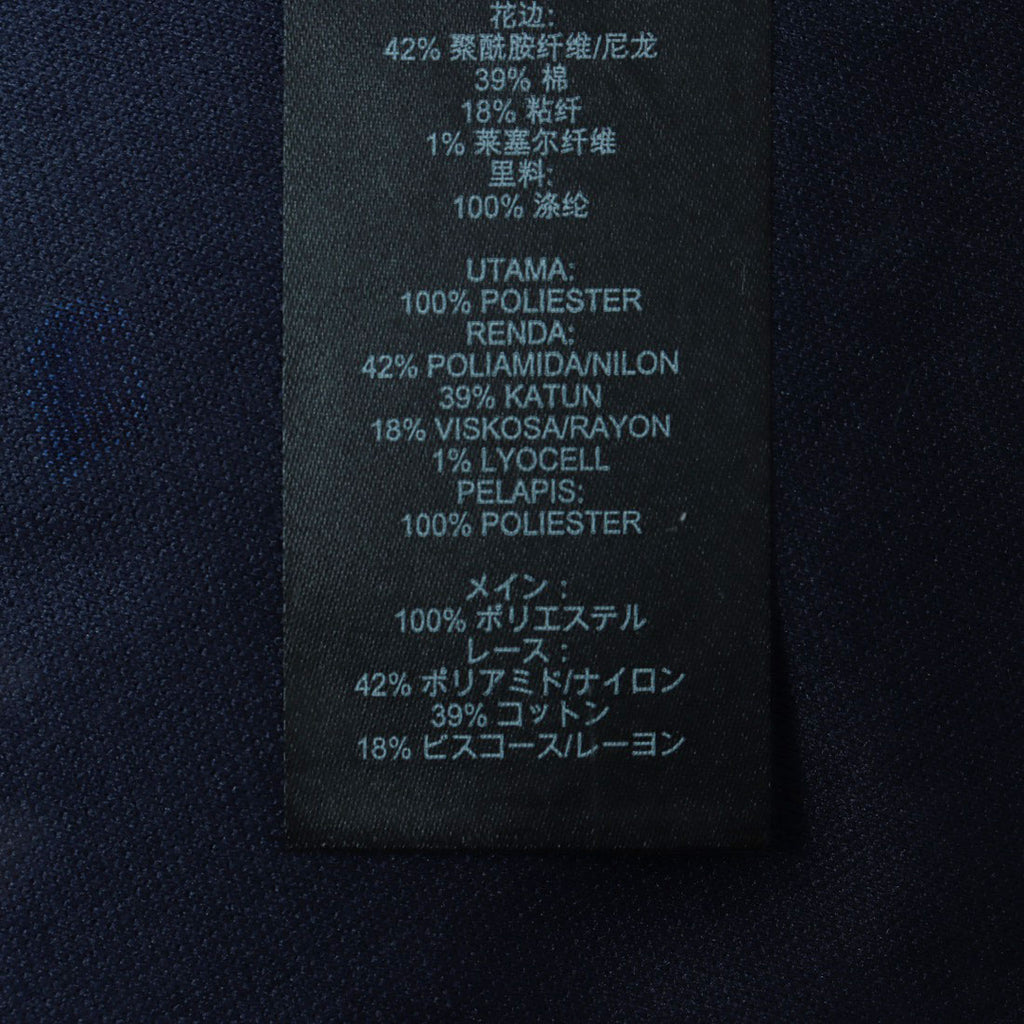 花边:
42% 聚酰胺纤维/尼龙
39% 棉
18% 粘纤
1% 莱塞尔纤维
里料:
100% 涤纶
UTAMA:
100% POLIESTER
RENDA:
42% POLIAMIDA/NILON
39% KATUN
18% VISKOSA/RAYON
1% LYOCELL
PELAPIS:
100% POLIESTER
メイン :
100% ポリエステル
レース :
42% ポリアミド/ナイロン
39% コットン
18% ビスコース/レーヨン